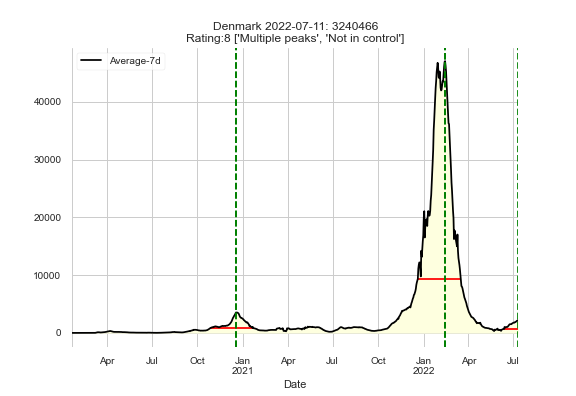 Denmark 2022-07-11: 3240466
Rating:8 ['Multiple peaks', 'Not in control']
Average-7d
40000
30000
20000
10000
0
Apr Jul Oct Jan Apr Jul Oct Jan Apr Jul
2021 2022
Date